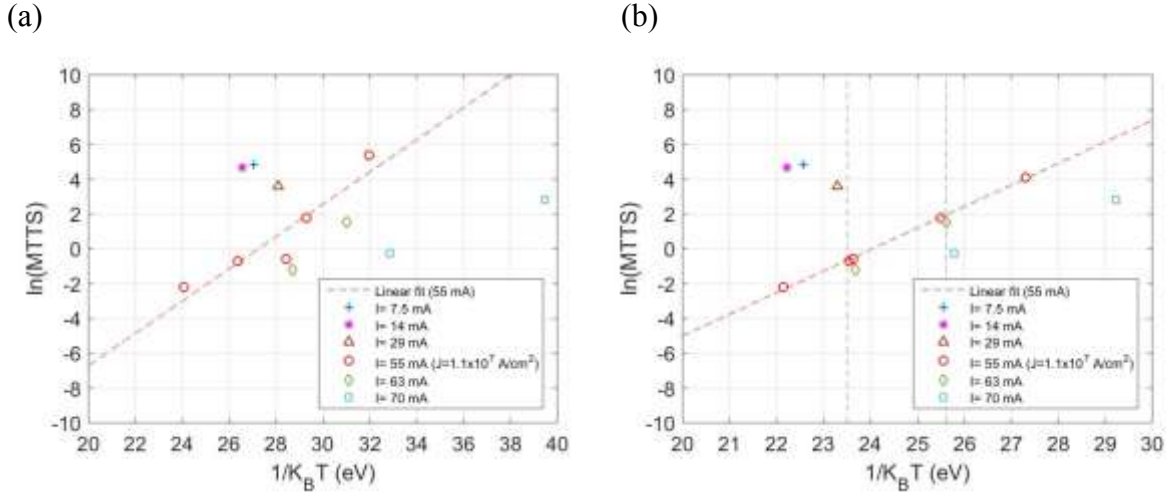 (a)
(b)
10
8
6
4
2
0
-2
-4
-6
-8
-10
ln(MTTS)
20 22 24 26 28 30 32 34 36 38 40
1/K_BT (eV)
Linear fit (55 mA)
I= 7.5 mA
I= 14 mA
I= 29 mA
I= 55 mA (J=1.1x10^7 A/cm^2)
I= 63 mA
I= 70 mA
10
8
6
4
2
0
-2
-4
-6
-8
-10
ln(MTTS)
20 21 22 23 24 25 26 27 28 29 30
1/K_BT (eV)
Linear fit (55 mA)
I= 7.5 mA
I= 14 mA
I= 29 mA
I= 55 mA (J=1.1x10^7 A/cm^2)
I= 63 mA
I= 70 mA